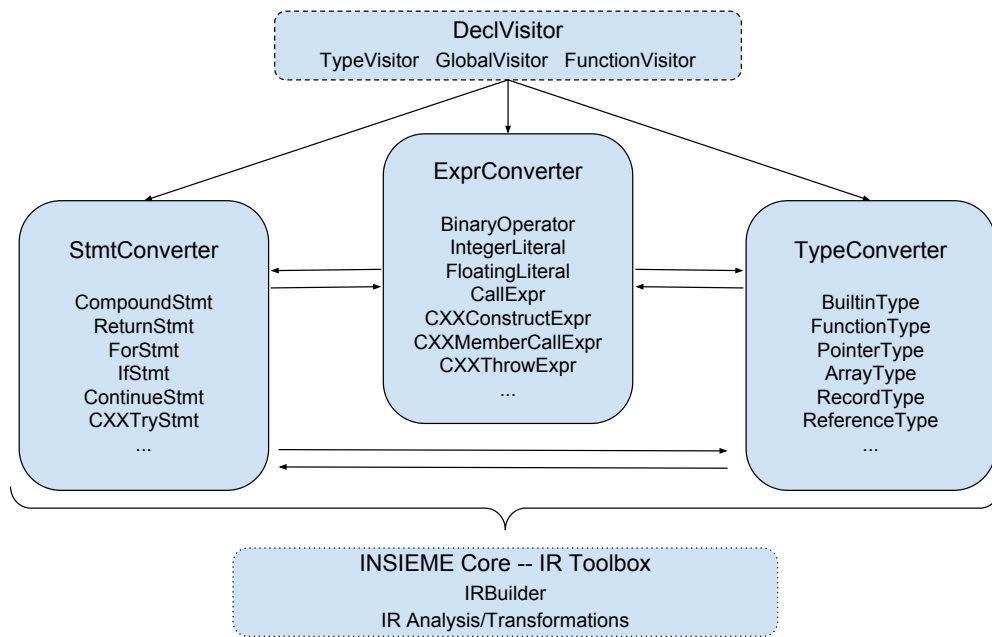 DeclVisitor
TypeVisitor GlobalVisitor FunctionVisitor
StmtConverter
CompoundStmt
ReturnStmt
ForStmt
IfStmt
ContinueStmt
CXXTryStmt
...
ExprConverter
BinaryOperator
IntegerLiteral
FloatingLiteral
CallExpr
CXXConstructExpr
CXXMemberCallExpr
CXXThrowExpr
...
TypeConverter
BuiltinType
FunctionType
PointerType
ArrayType
RecordType
ReferenceType
...
INSIEME Core -- IR Toolbox
IRBuilder
IR Analysis/Transformations